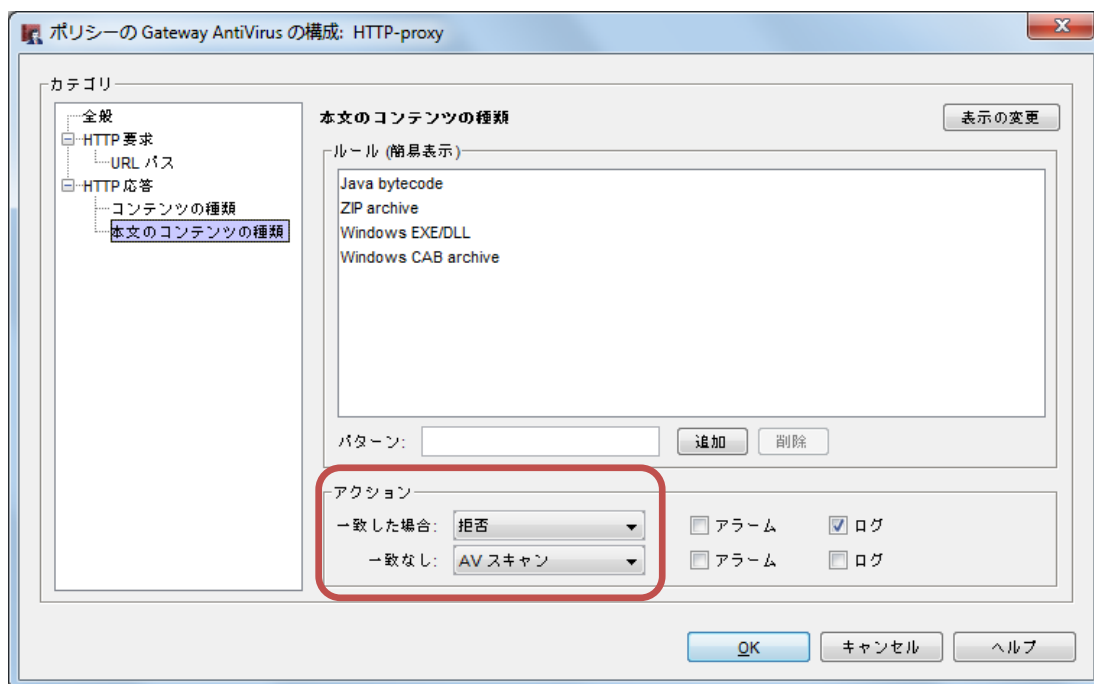 ポリシーの Gateway AntiVirus の構成: HTTP-proxy
カテゴリ
全般
HTTP 要求
URL パス
HTTP 応答
コンテンツの種類
本文のコンテンツの種類
本文のコンテンツの種類
表示の変更
ルール (簡易表示)
Java bytecode
ZIP archive
Windows EXE/DLL
Windows CAB archive
パターン:
追加
削除
アクション
一致した場合: 拒否 アラーム ログ
一致なし: AV スキャン アラーム ログ
OK キャンセル ヘルプ